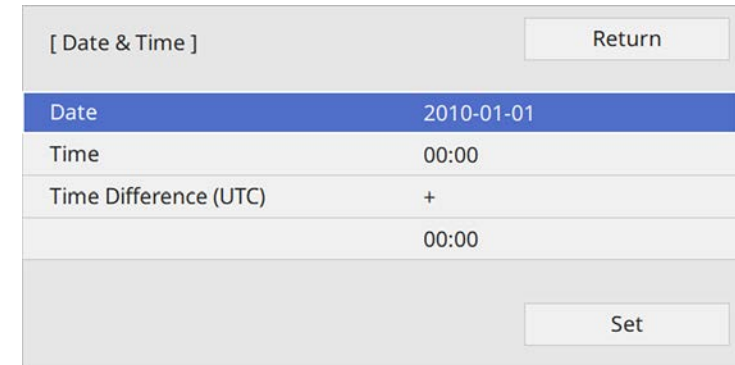 [ Date & Time ] Return
Date 2010-01-01
Time 00:00
Time Difference (UTC) +
00:00
Set